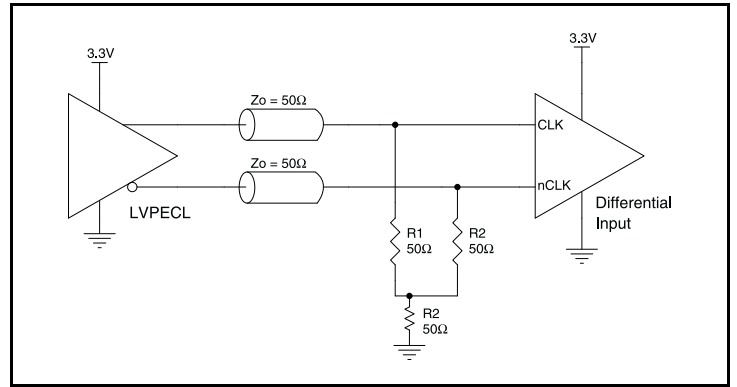 3.3V
3.3V
Zo = 50Ω
CLK
Zo = 50Ω
nCLK
LVPECL
Differential
Input
R1
50Ω
R2
50Ω
R2
50Ω